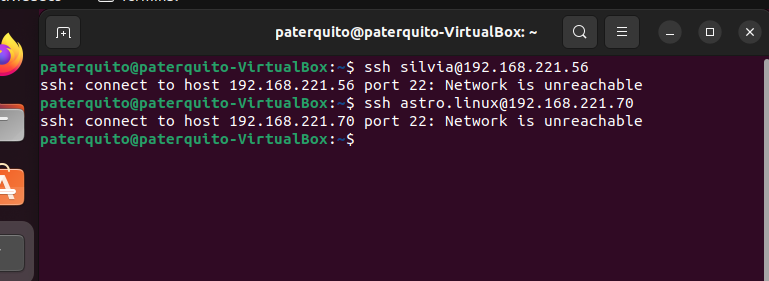 paterquito@paterquito-VirtualBox: ~
paterquito@paterquito-VirtualBox:~$ ssh silvia@192.168.221.56
ssh: connect to host 192.168.221.56 port 22: Network is unreachable
paterquito@paterquito-VirtualBox:~$ ssh astro.linux@192.168.221.70
ssh: connect to host 192.168.221.70 port 22: Network is unreachable
paterquito@paterquito-VirtualBox:~$